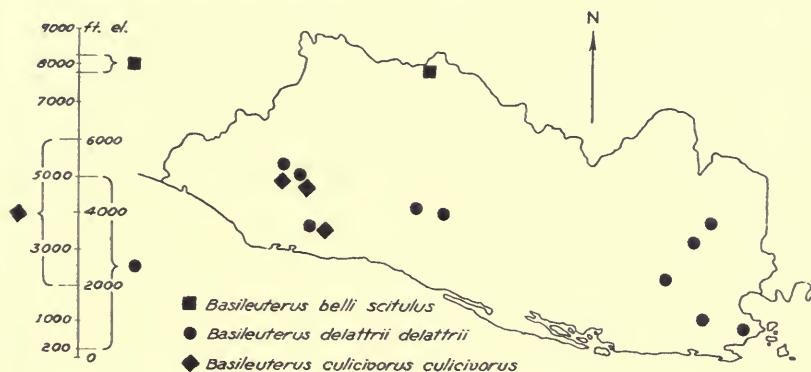 9000 ft. el.
8000
7000
6000
5000
4000
3000
2000
1000
200
0
N
Basileuterus belli scitulus
Basileuterus delattrii delattrii
Basileuterus culicivorus culicivorus